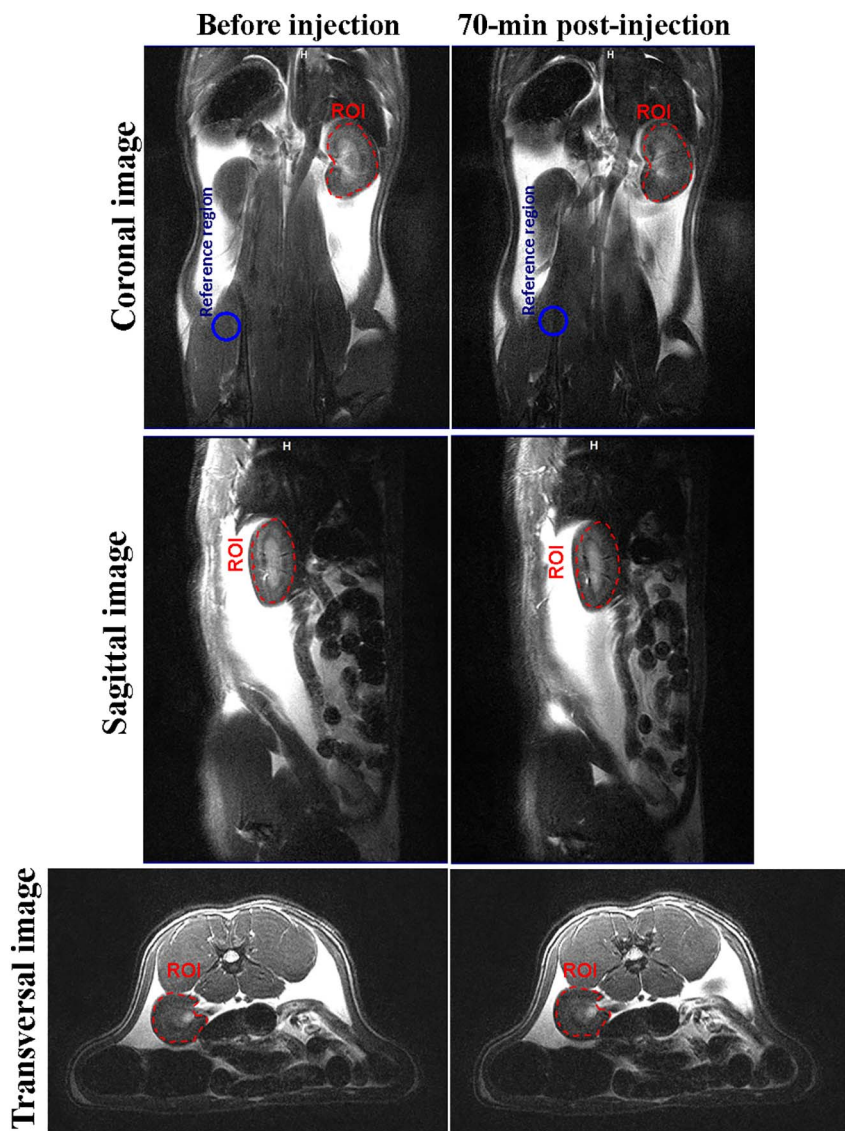 Before injection
70-min post-injection
Coronal image
H
ROI
Reference region
H
ROI
Reference region
Sagittal image
H
ROI
H
ROI
Transversal image
ROI
ROI